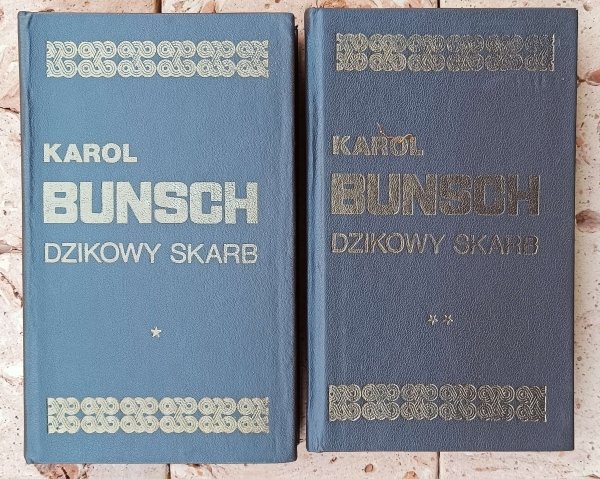 KAROL
BUNSCH
DZIKOWY SKARB
*
KAROL
BUNSCH
DZIKOWY SKARB
**